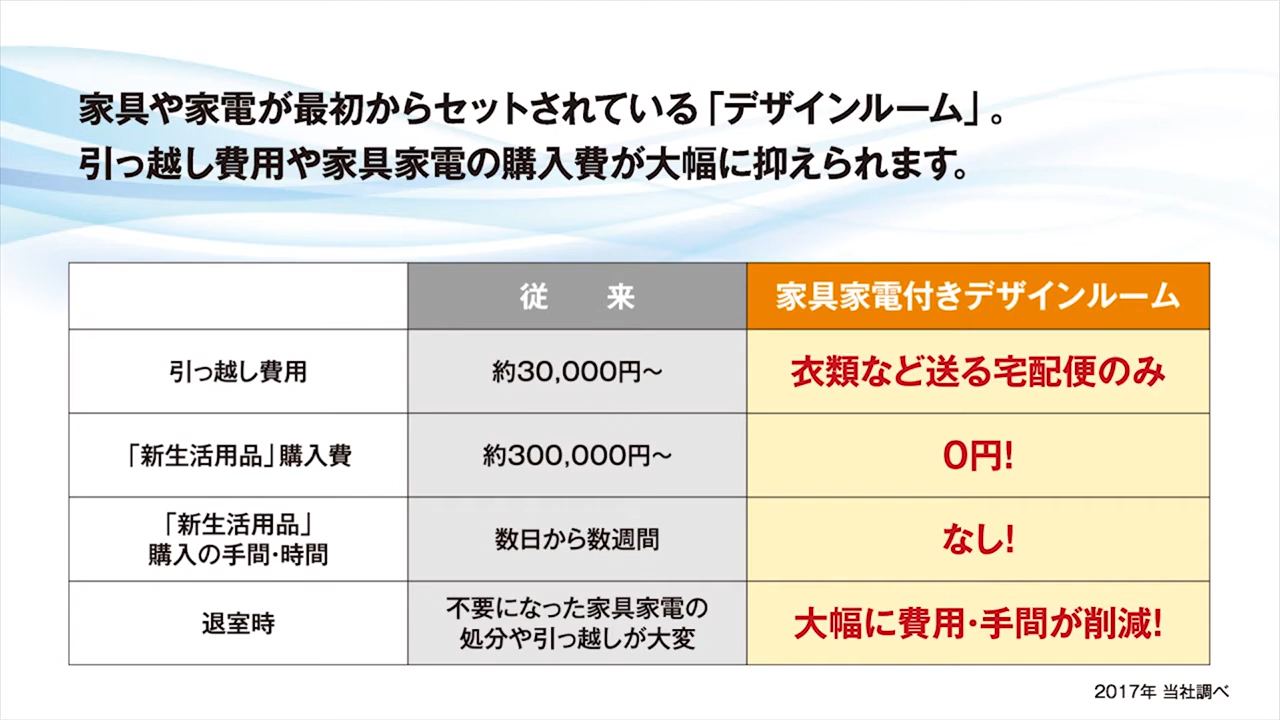 家具や家電が最初からセットされている「デザインルーム」。
引っ越し費用や家具家電の購入費が大幅に抑えられます。
従　　来
家具家電付きデザインルーム
引っ越し費用
約30,000円～
衣類など送る宅配便のみ
「新生活用品」購入費
約300,000円～
0円!
「新生活用品」
購入の手間・時間
数日から数週間
なし!
退室時
不要になった家具家電の
処分や引っ越しが大変
大幅に費用・手間が削減!
2017年 当社調べ